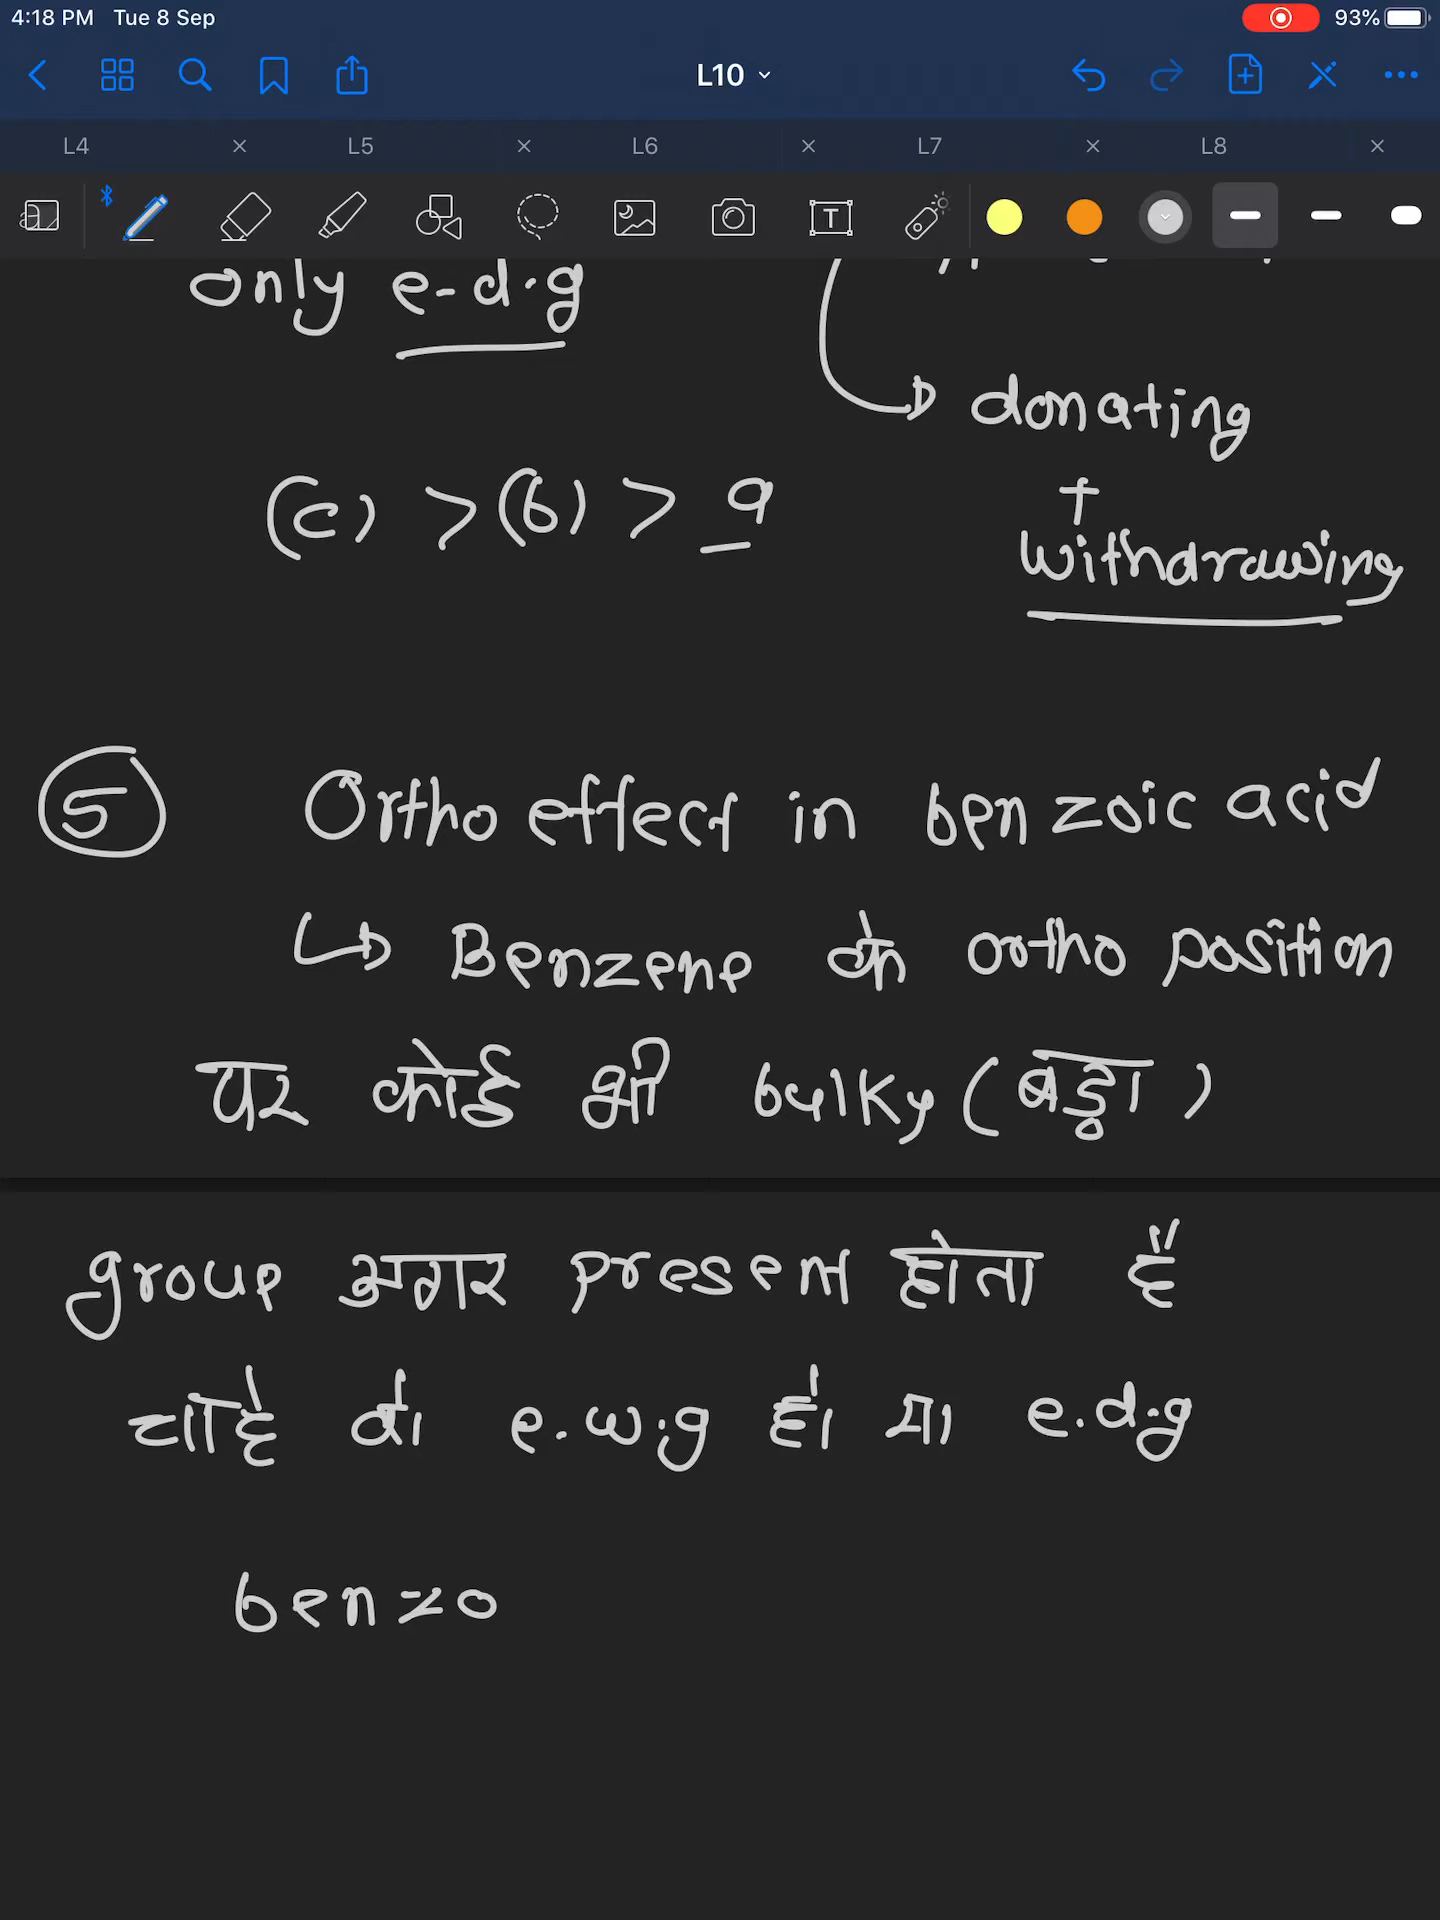 4:18 PM Tue 8 Sep 93%
L10
L4 × L5 × L6 × L7 × L8 ×
T
only e-d.g
donating
(c) > (b) > a
+
withdrawing
5 Ortho effect in benzoic acid
Benzene के ortho position
पर कोई भी bulky (बड़ा)
group अगर present होता है
चाहे वो e.w.g हो या e.d.g
benzo